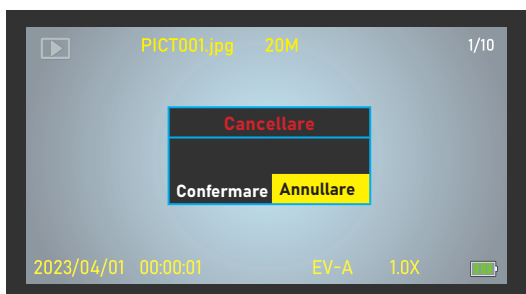 PICT001.jpg 20M 1/10
Cancellare
Confermare Annullare
2023/04/01 00:00:01 EV-A 1.0X